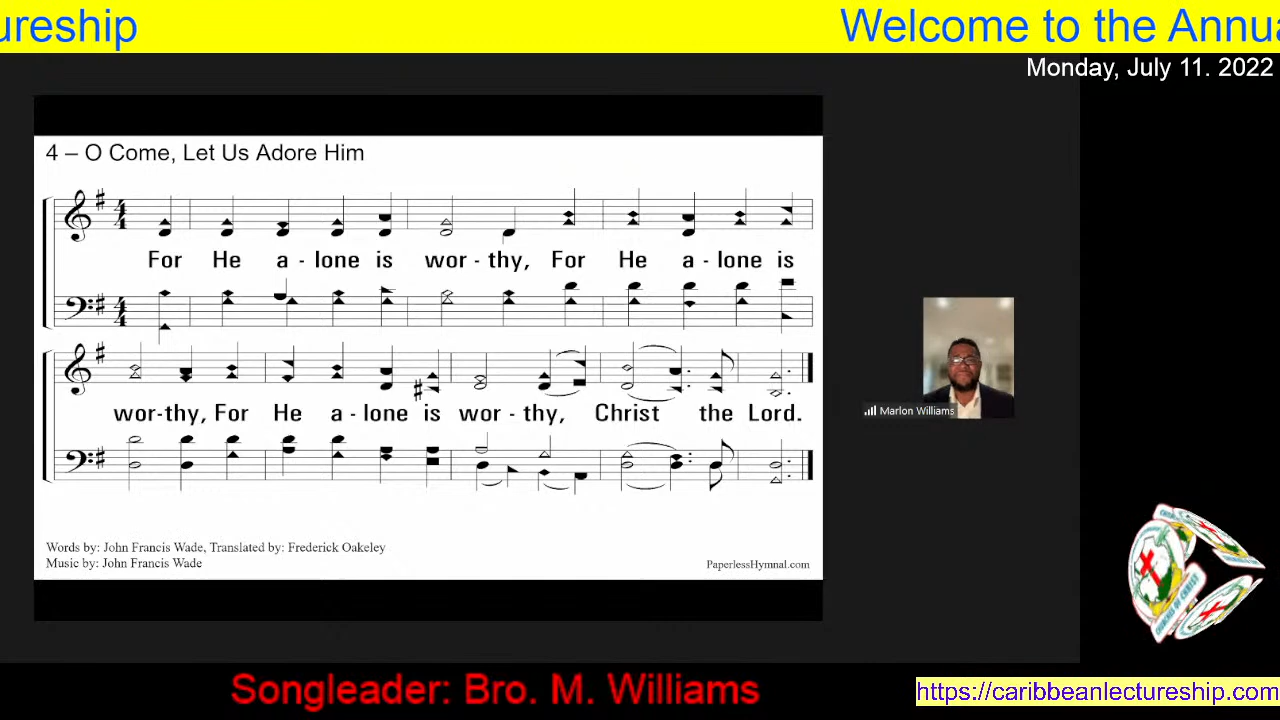 ureship Welcome to the Annua
Monday, July 11. 2022
4 – O Come, Let Us Adore Him
For He a - lone is wor - thy, For He a - lone is
wor-thy, For He a - lone is wor - thy, Christ the Lord.
Words by: John Francis Wade, Translated by: Frederick Oakeley
Music by: John Francis Wade
PaperlessHymnal.com
Marlon Williams
Songleader: Bro. M. Williams
https://caribbeanlectureship.com